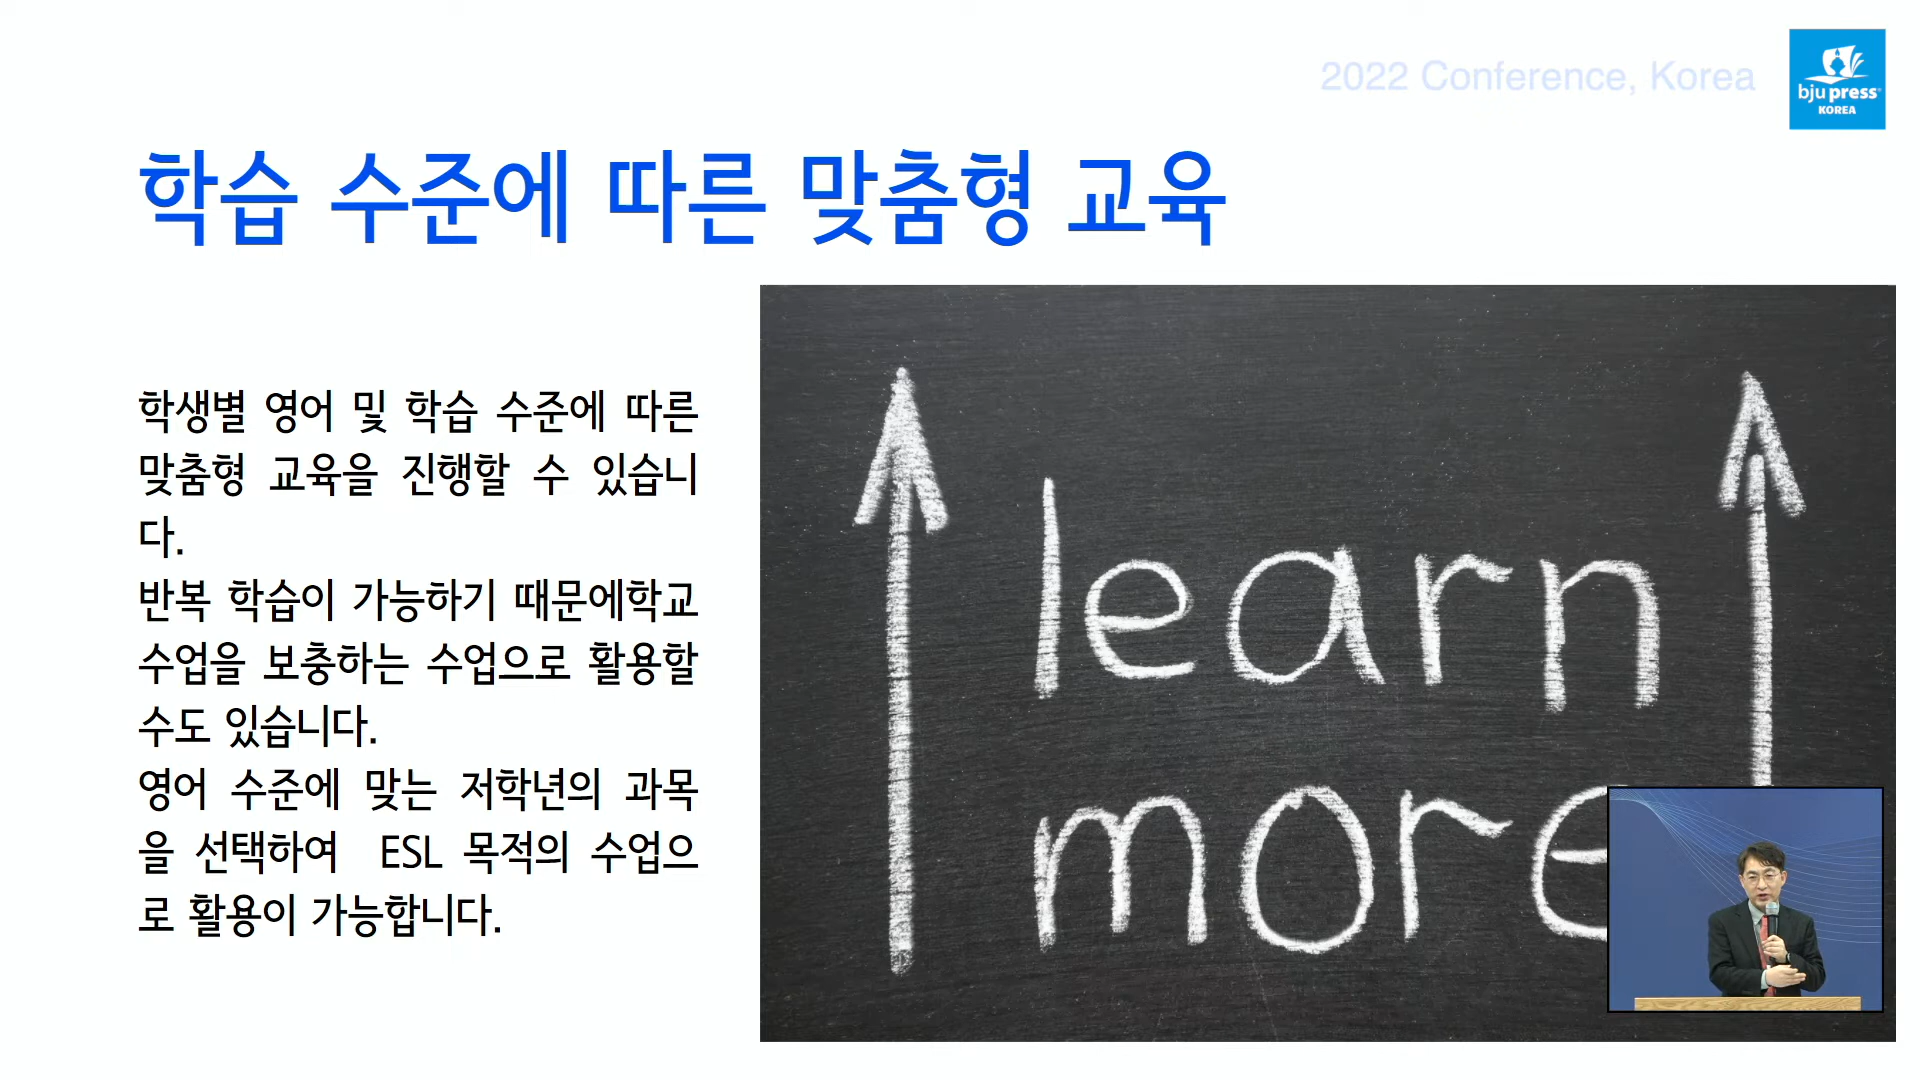 2022 Conference, Korea
bju press
KOREA
학습 수준에 따른 맞춤형 교육
학생별 영어 및 학습 수준에 따른
맞춤형 교육을 진행할 수 있습니
다.
반복 학습이 가능하기 때문에학교
수업을 보충하는 수업으로 활용할
수도 있습니다.
영어 수준에 맞는 저학년의 과목
을 선택하여 ESL 목적의 수업으
로 활용이 가능합니다.
learn
more